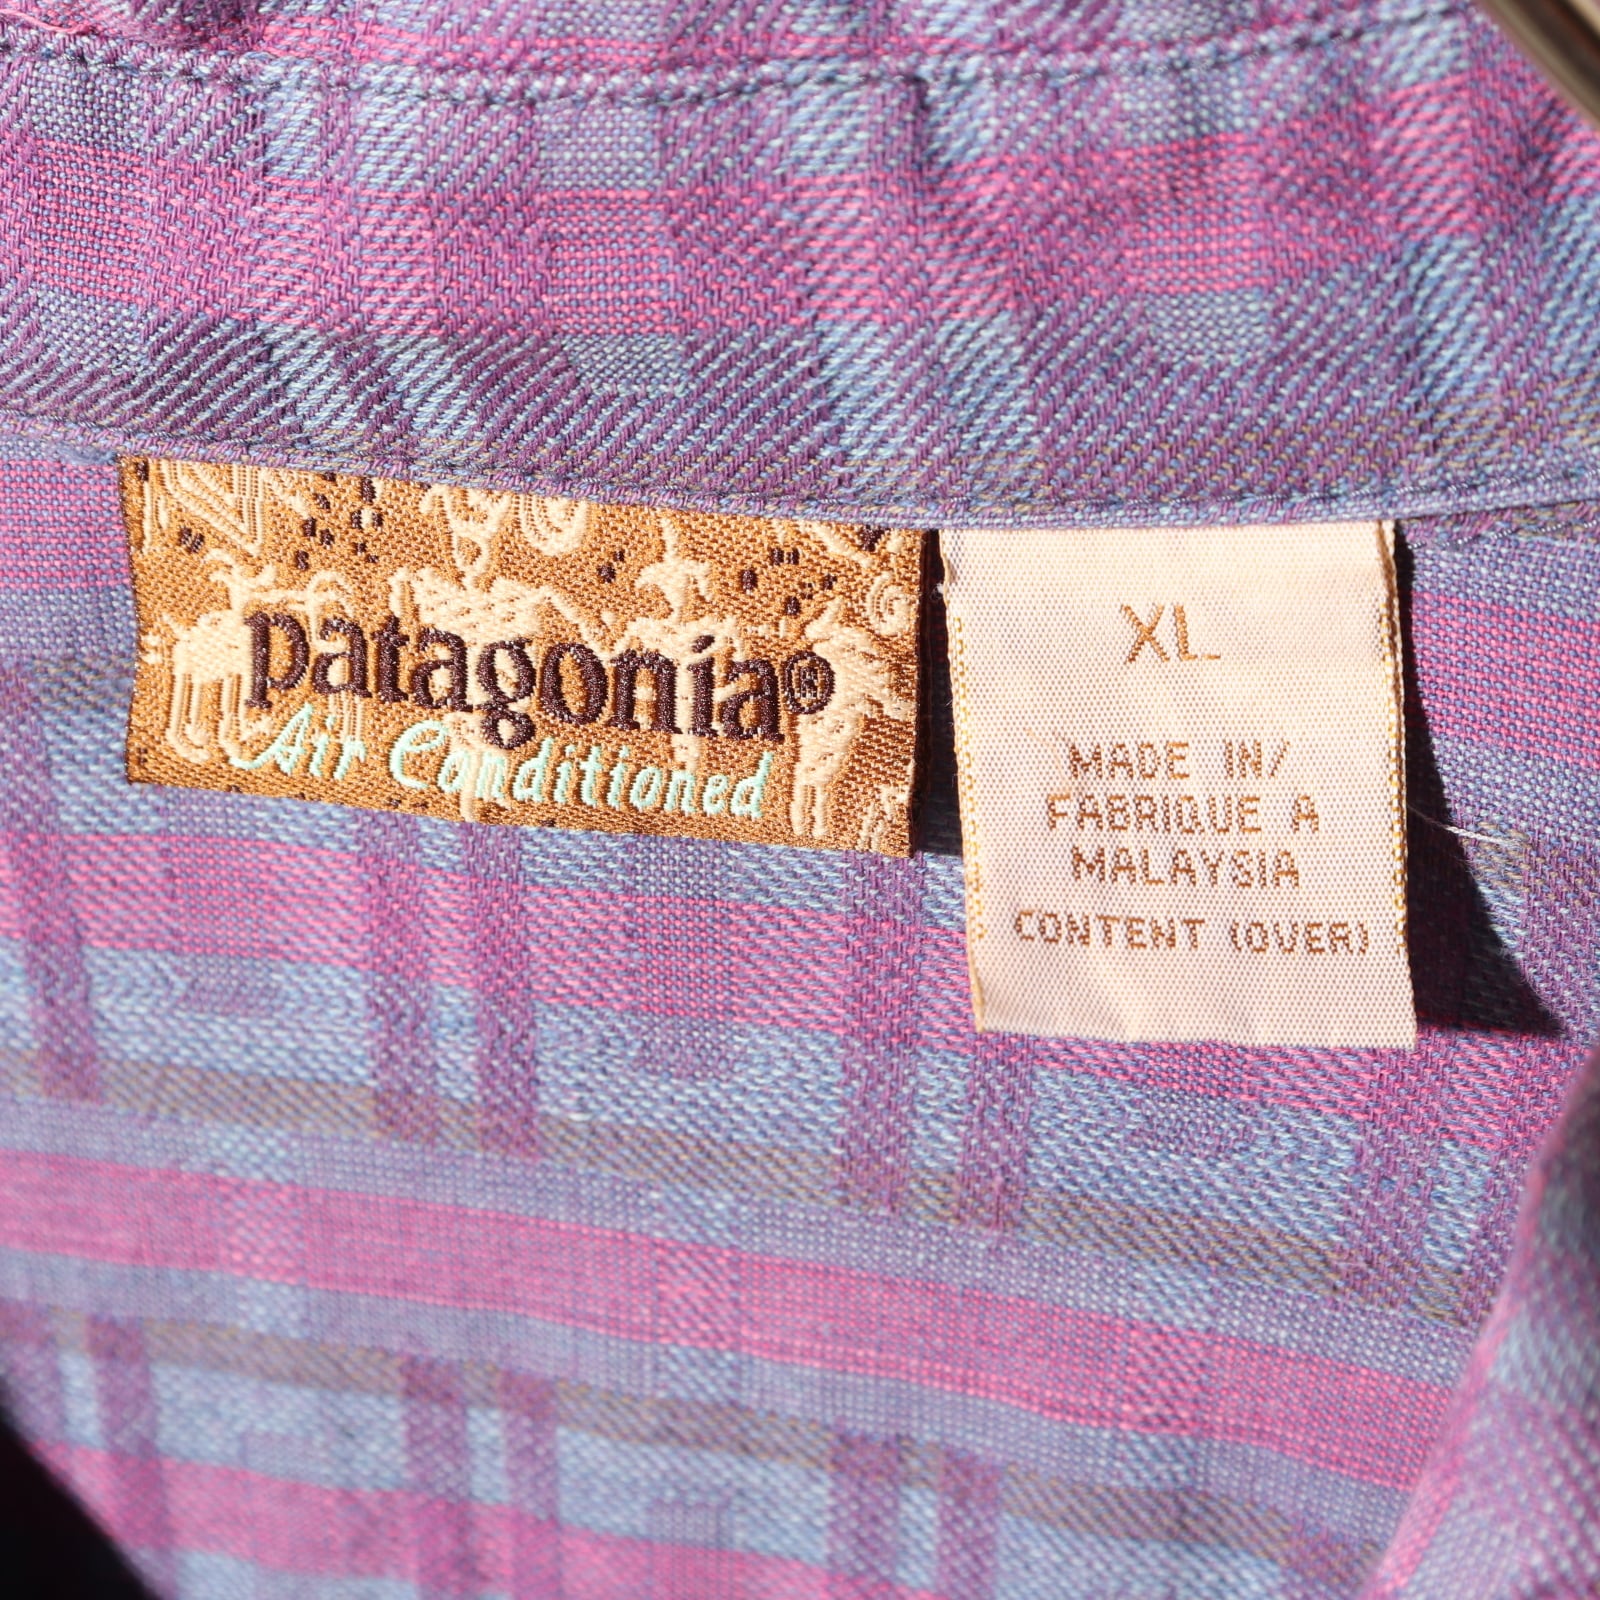 patagonia®
Air Conditioned
XL
MADE IN/
FABRIQUE A
MALAYSIA
CONTENT (OVER)